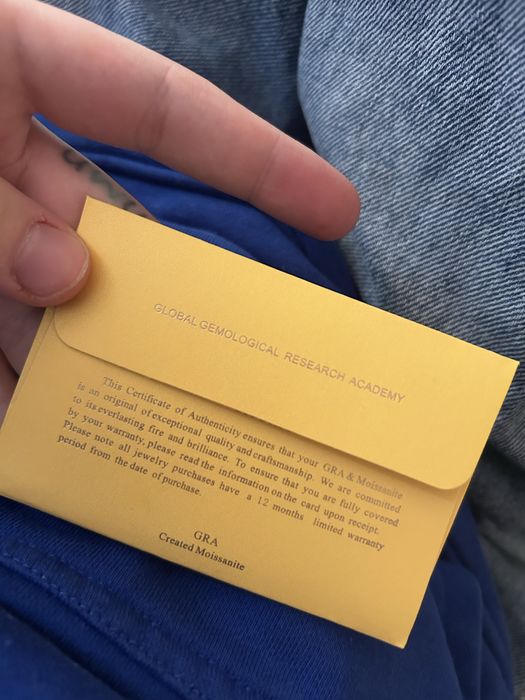 GLOBAL GEMOLOGICAL RESEARCH ACADEMY
This Certificate of Authenticity ensures that your GRA & Moissanite
is an original of exceptional quality and craftsmanship. We are committed
to its everlasting fire and brilliance. To ensure that you are fully covered
by your warranty, please read the information on the card upon receipt.
Please note all jewelry purchases have a 12 months limited warranty
period from the date of purchase.
GRA
Created Moissanite